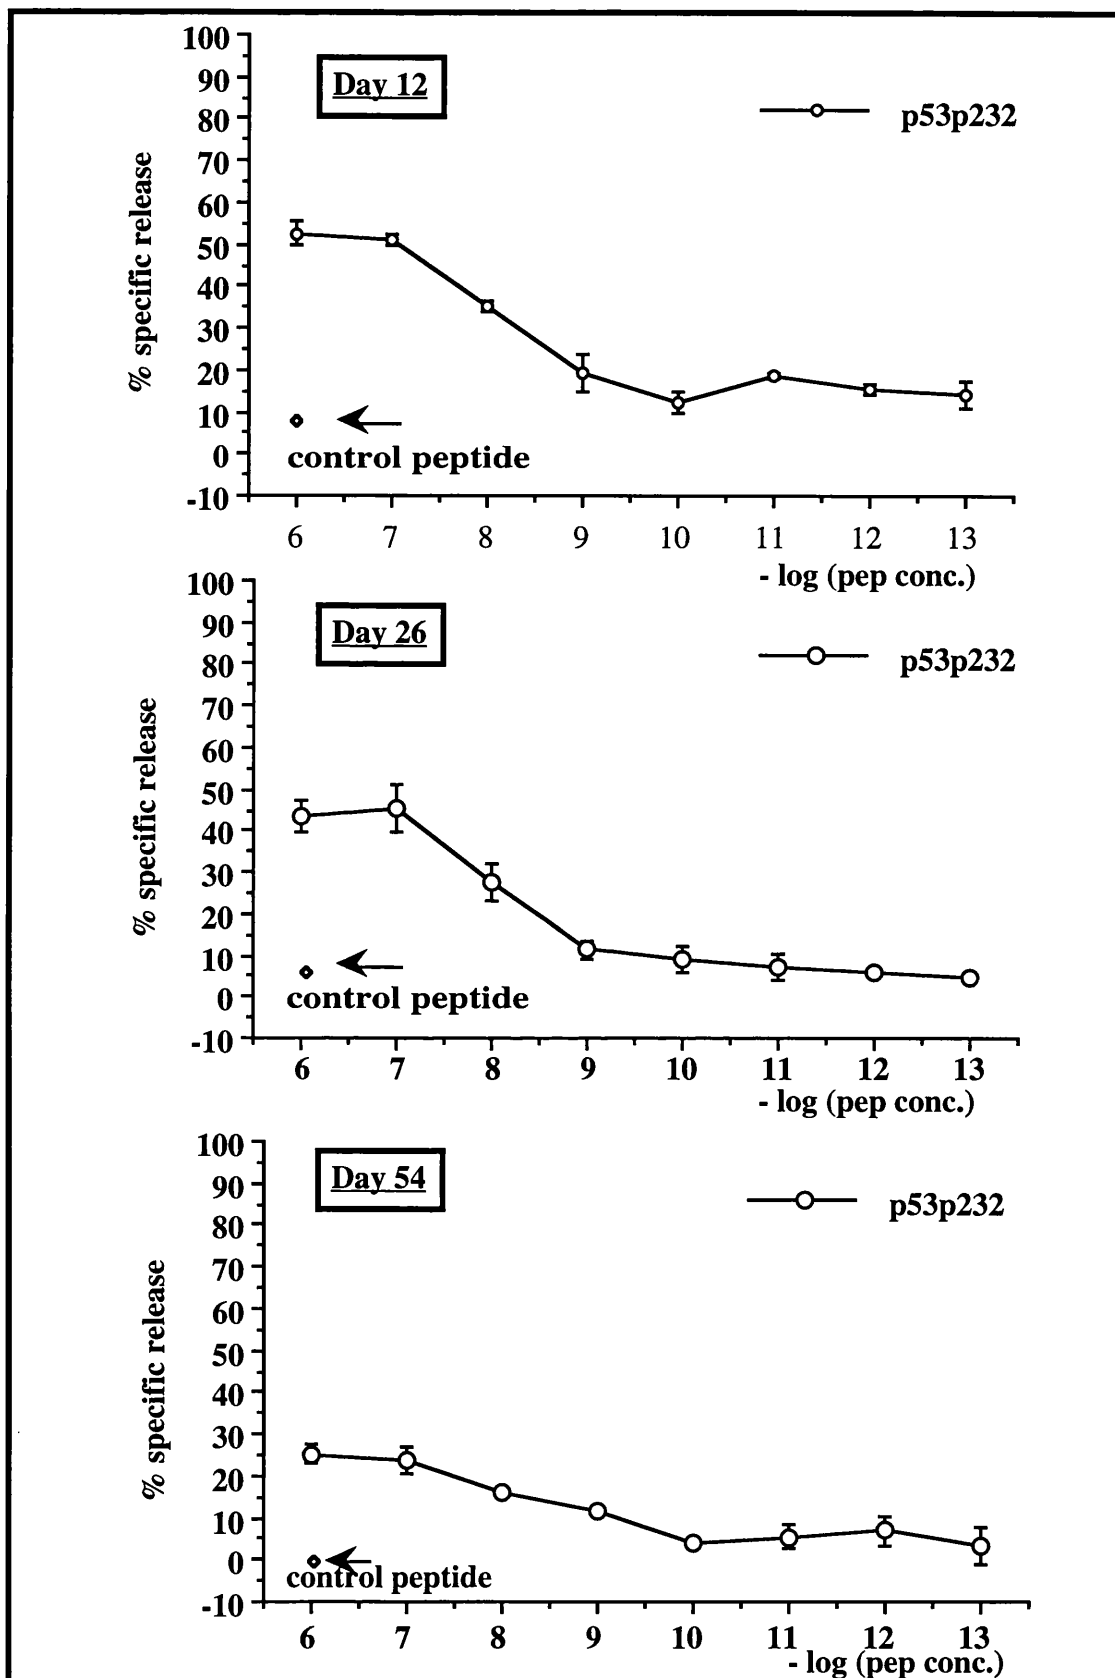 100
90
80
70
60
50
40
30
20
10
0
-10
% specific release
Day 12
p53p232
control peptide
6 7 8 9 10 11 12 13
- log (pep conc.)
100
90
80
70
60
50
40
30
20
10
0
-10
% specific release
Day 26
p53p232
control peptide
6 7 8 9 10 11 12 13
- log (pep conc.)
100
90
80
70
60
50
40
30
20
10
0
-10
% specific release
Day 54
p53p232
control peptide
6 7 8 9 10 11 12 13
- log (pep conc.)